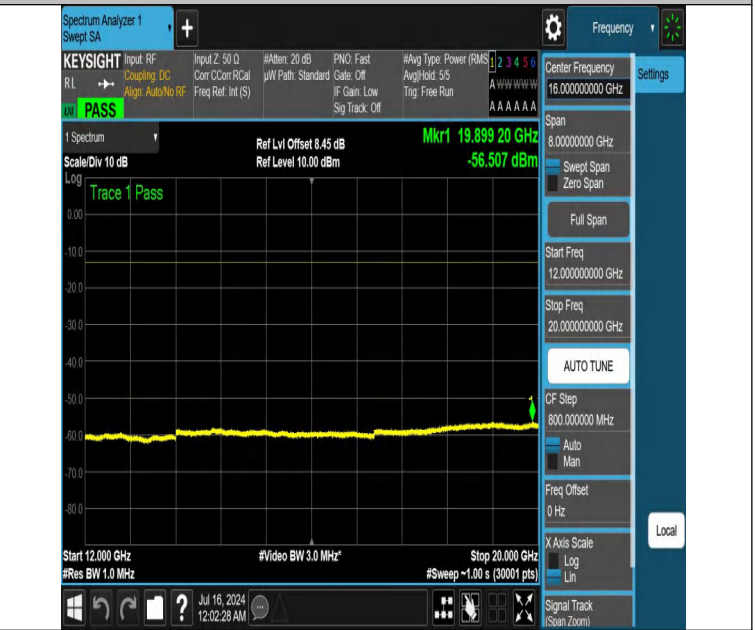 Spectrum Analyzer 1
Swept SA
+
Frequency
KEYSIGHT
RL
PASS
Input: RF
Coupling: DC
Align: Auto/No RF
Input Z: 50 Ω
Corr CCorr RCal
Freq Ref: Int (S)
#Atten: 20 dB
µW Path: Standard
PNO: Fast
Gate: Off
IF Gain: Low
Sig Track: Off
#Avg Type: Power (RMS
Avg|Hold: 5/5
Trig: Free Run
1 2 3 4 5 6
A W W W W W
A A A A A A
1 Spectrum
Scale/Div 10 dB
Ref Lvl Offset 8.45 dB
Ref Level 10.00 dBm
Mkr1 19.899 20 GHz
-56.507 dBm
Log
Trace 1 Pass
0.00
-10.0
-20.0
-30.0
-40.0
-50.0
-60.0
-70.0
-80.0
1
Start 12.000 GHz
#Res BW 1.0 MHz
#Video BW 3.0 MHz*
Stop 20.000 GHz
#Sweep ~1.00 s (30001 pts)
Center Frequency
16.000000000 GHz
Settings
Span
8.00000000 GHz
Swept Span
Zero Span
Full Span
Start Freq
12.000000000 GHz
Stop Freq
20.000000000 GHz
AUTO TUNE
CF Step
800.000000 MHz
Auto
Man
Freq Offset
0 Hz
X Axis Scale
Log
Lin
Local
Signal Track
(Span Zoom)
?
Jul 16, 2024
12:02:28 AM